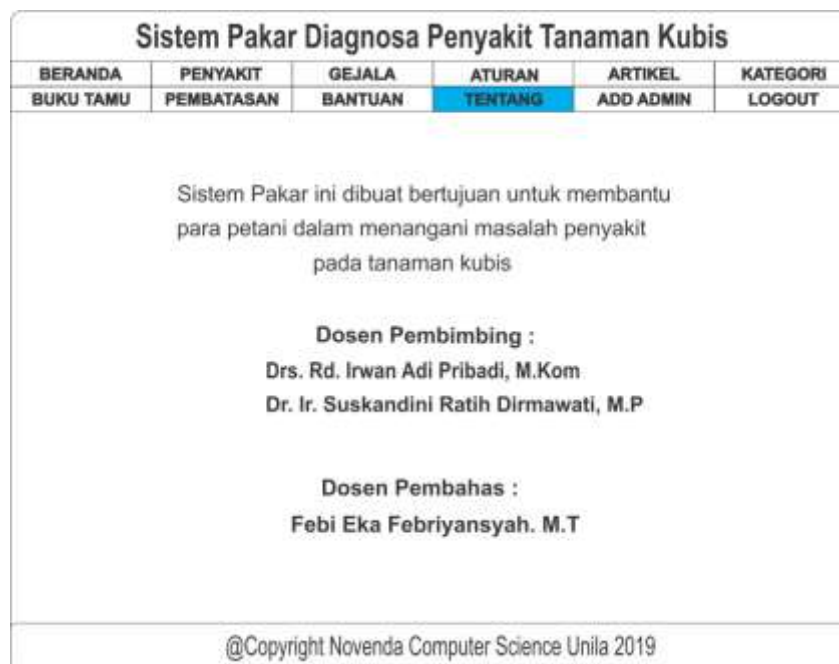 Sistem Pakar Diagnosa Penyakit Tanaman Kubis
BERANDA PENYAKIT GEJALA ATURAN ARTIKEL KATEGORI
BUKU TAMU PEMBATASAN BANTUAN TENTANG ADD ADMIN LOGOUT
Sistem Pakar ini dibuat bertujuan untuk membantu
para petani dalam menangani masalah penyakit
pada tanaman kubis
Dosen Pembimbing :
Drs. Rd. Irwan Adi Pribadi, M.Kom
Dr. Ir. Suskandini Ratih Dirmawati, M.P
Dosen Pembahas :
Febi Eka Febriyansyah. M.T
@Copyright Novenda Computer Science Unila 2019